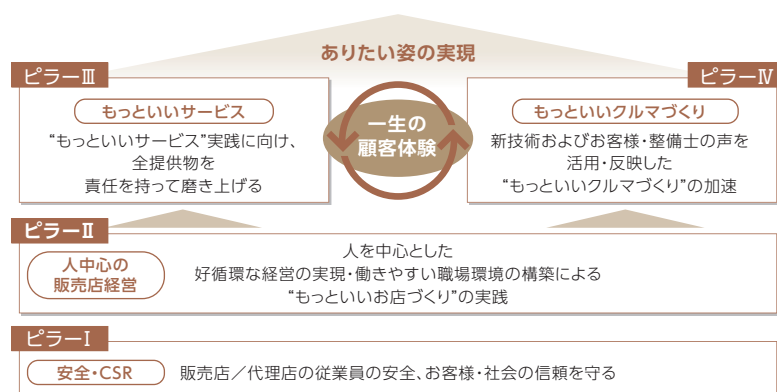 ありたい姿の実現
ピラーⅢ
もっといいサービス
“もっといいサービス”実践に向け、
全提供物を
責任を持って磨き上げる
一生の
顧客体験
ピラーⅣ
もっといいクルマづくり
新技術およびお客様・整備士の声を
活用・反映した
“もっといいクルマづくり”の加速
ピラーⅡ
人中心の
販売店経営
人を中心とした
好循環な経営の実現・働きやすい職場環境の構築による
“もっといいお店づくり”の実践
ピラーⅠ
安全・CSR
販売店／代理店の従業員の安全、お客様・社会の信頼を守る